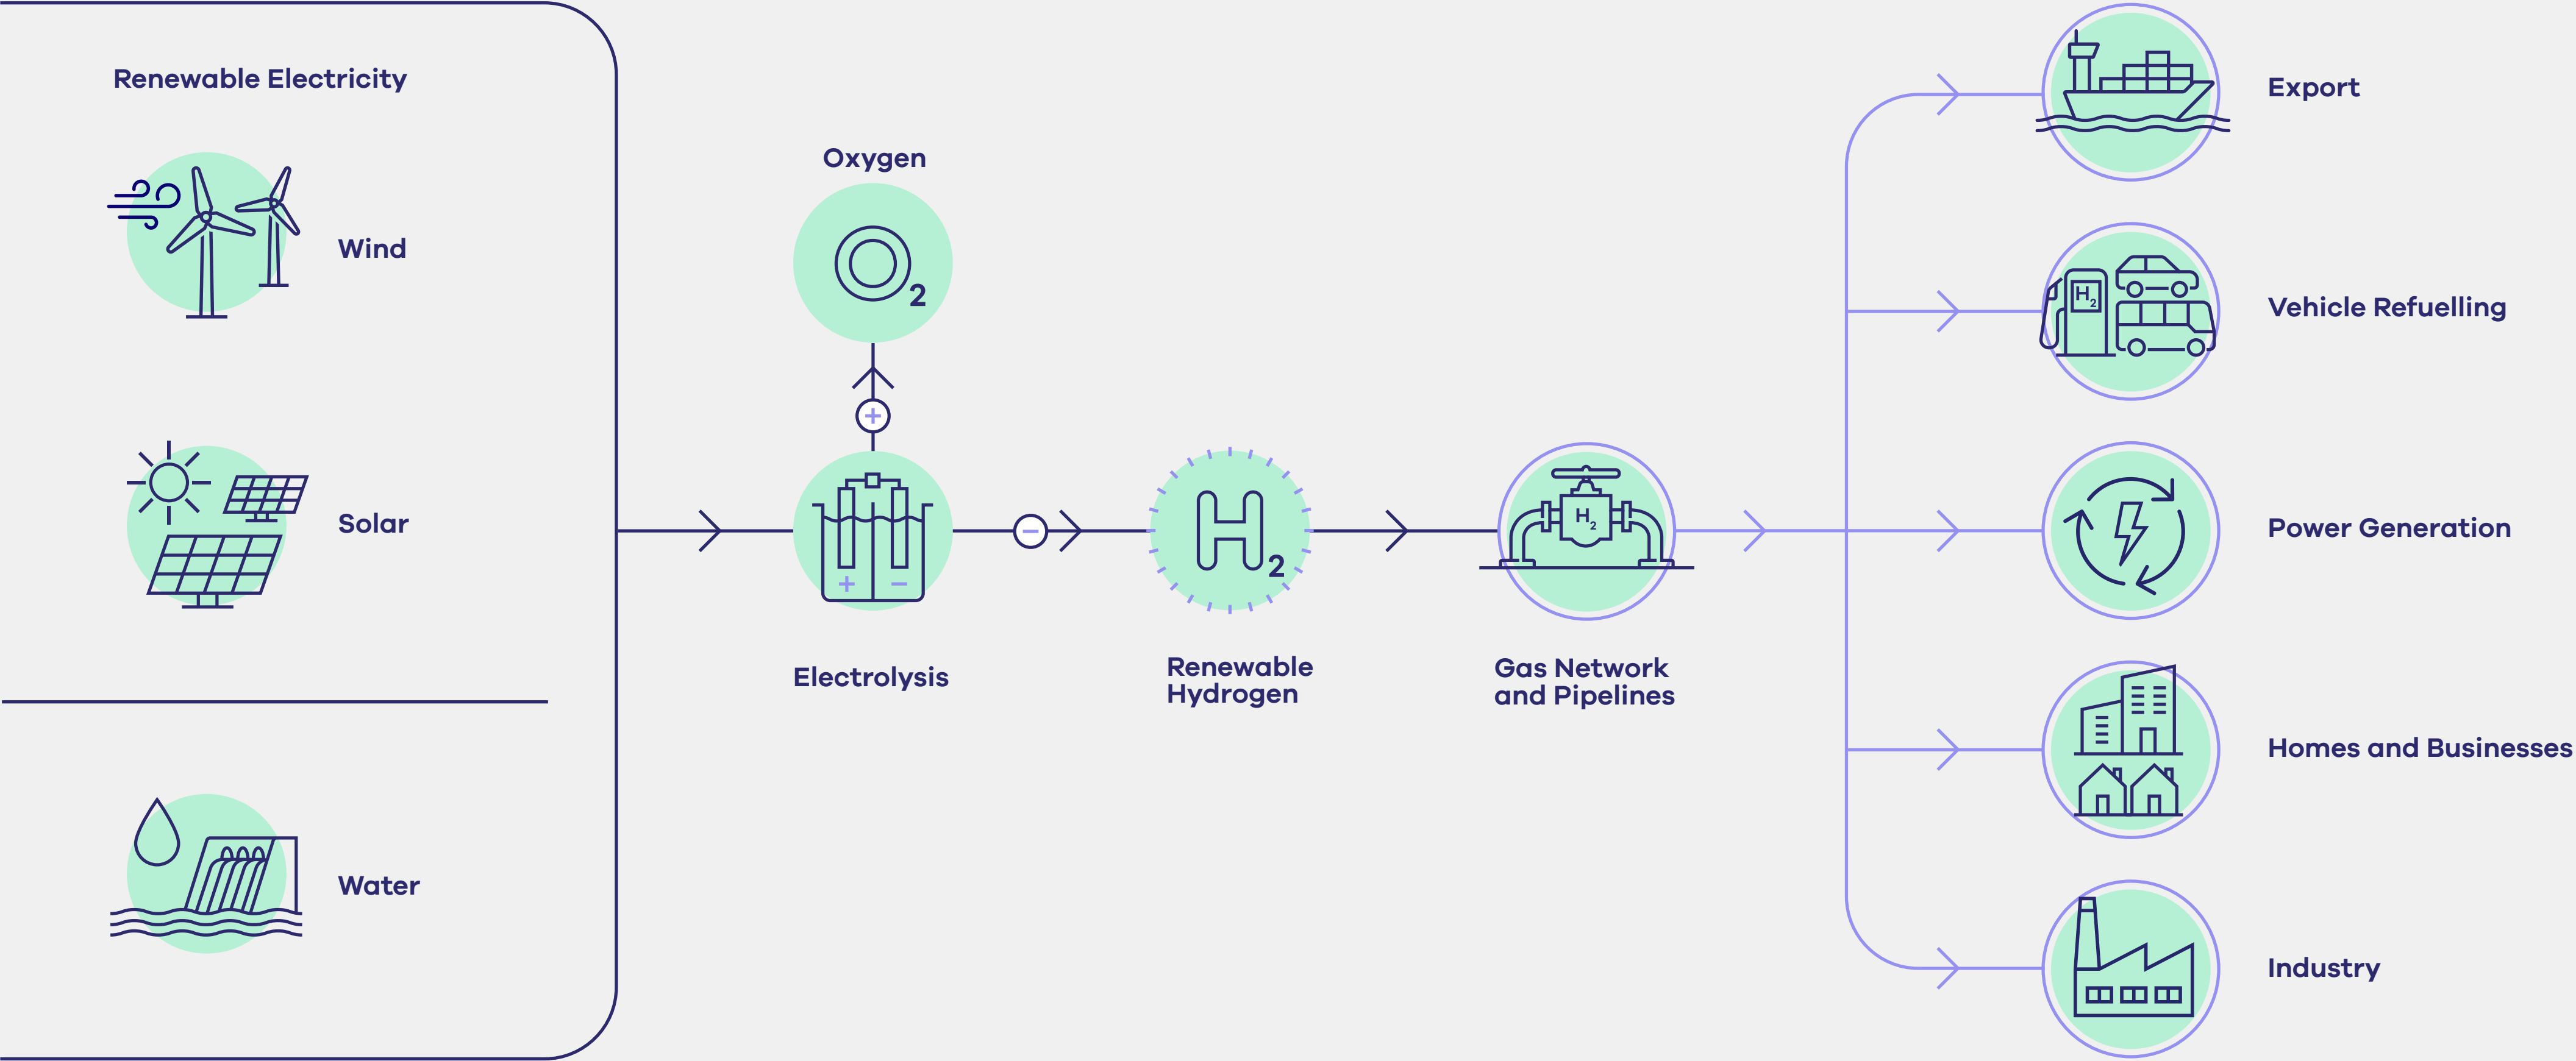 Renewable Electricity
Wind
Solar
Water
Oxygen
O2
+
+ −
Electrolysis
−
H2
Renewable
Hydrogen
H2
Gas Network
and Pipelines
Export
H2
Vehicle Refuelling
Power Generation
Homes and Businesses
Industry